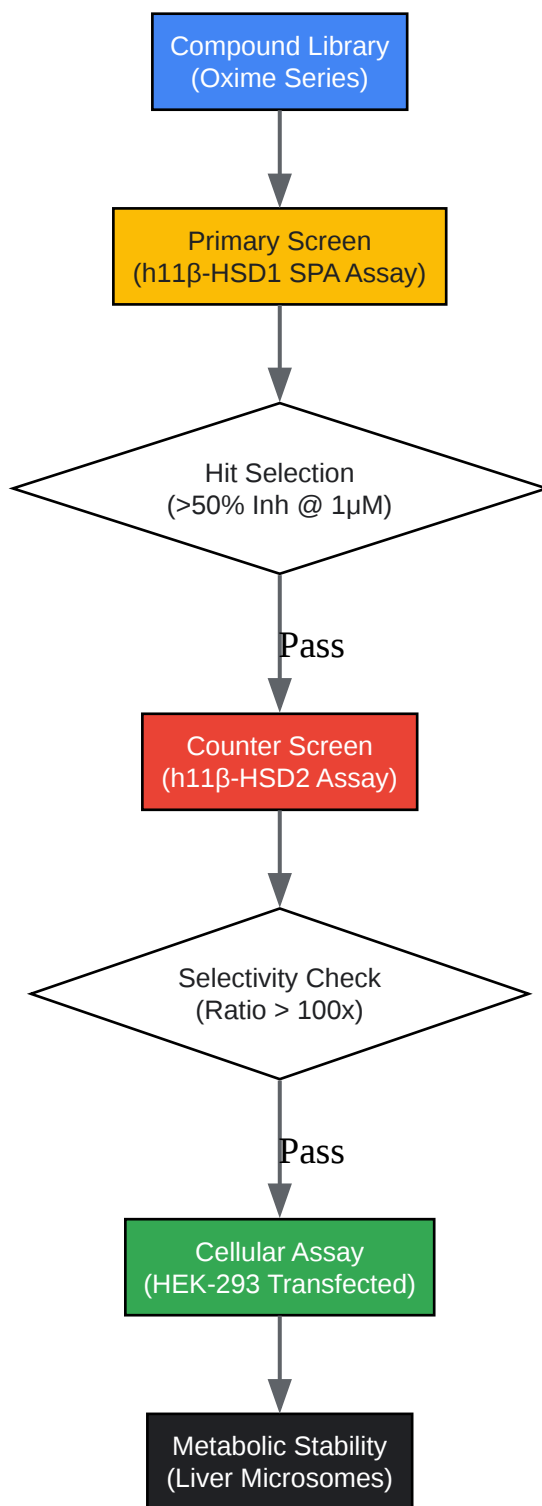 Compound Library
(Oxime Series)
Primary Screen
(h11β-HSD1 SPA Assay)
Hit Selection
(>50% Inh @ 1μM)
Pass
Counter Screen
(h11β-HSD2 Assay)
Selectivity Check
(Ratio > 100x)
Pass
Cellular Assay
(HEK-293 Transfected)
Metabolic Stability
(Liver Microsomes)